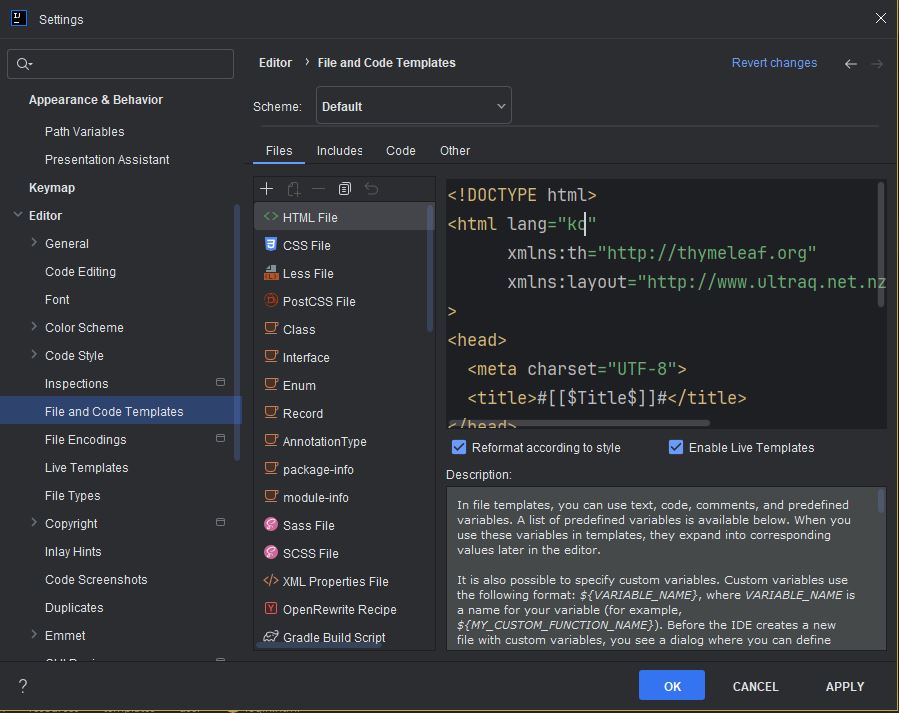 Settings
Editor › File and Code Templates
Revert changes
Appearance & Behavior
Path Variables
Presentation Assistant
Keymap
Editor
General
Code Editing
Font
Color Scheme
Code Style
Inspections
File and Code Templates
File Encodings
Live Templates
File Types
Copyright
Inlay Hints
Code Screenshots
Duplicates
Emmet
Scheme: Default
Files Includes Code Other
HTML File
CSS File
Less File
PostCSS File
Class
Interface
Enum
Record
AnnotationType
package-info
module-info
Sass File
SCSS File
XML Properties File
OpenRewrite Recipe
Gradle Build Script
<!DOCTYPE html>
<html lang="ko"
xmlns:th="http://thymeleaf.org"
xmlns:layout="http://www.ultraq.net.nz
>
<head>
<meta charset="UTF-8">
<title>#[[$Title$]]#</title>
</head>
Reformat according to style
Enable Live Templates
Description:
In file templates, you can use text, code, comments, and predefined
variables. A list of predefined variables is available below. When you
use these variables in templates, they expand into corresponding
values later in the editor.
It is also possible to specify custom variables. Custom variables use
the following format: ${VARIABLE_NAME}, where VARIABLE_NAME is
a name for your variable (for example,
${MY_CUSTOM_FUNCTION_NAME}). Before the IDE creates a new
file with custom variables, you see a dialog where you can define
?
OK
CANCEL
APPLY